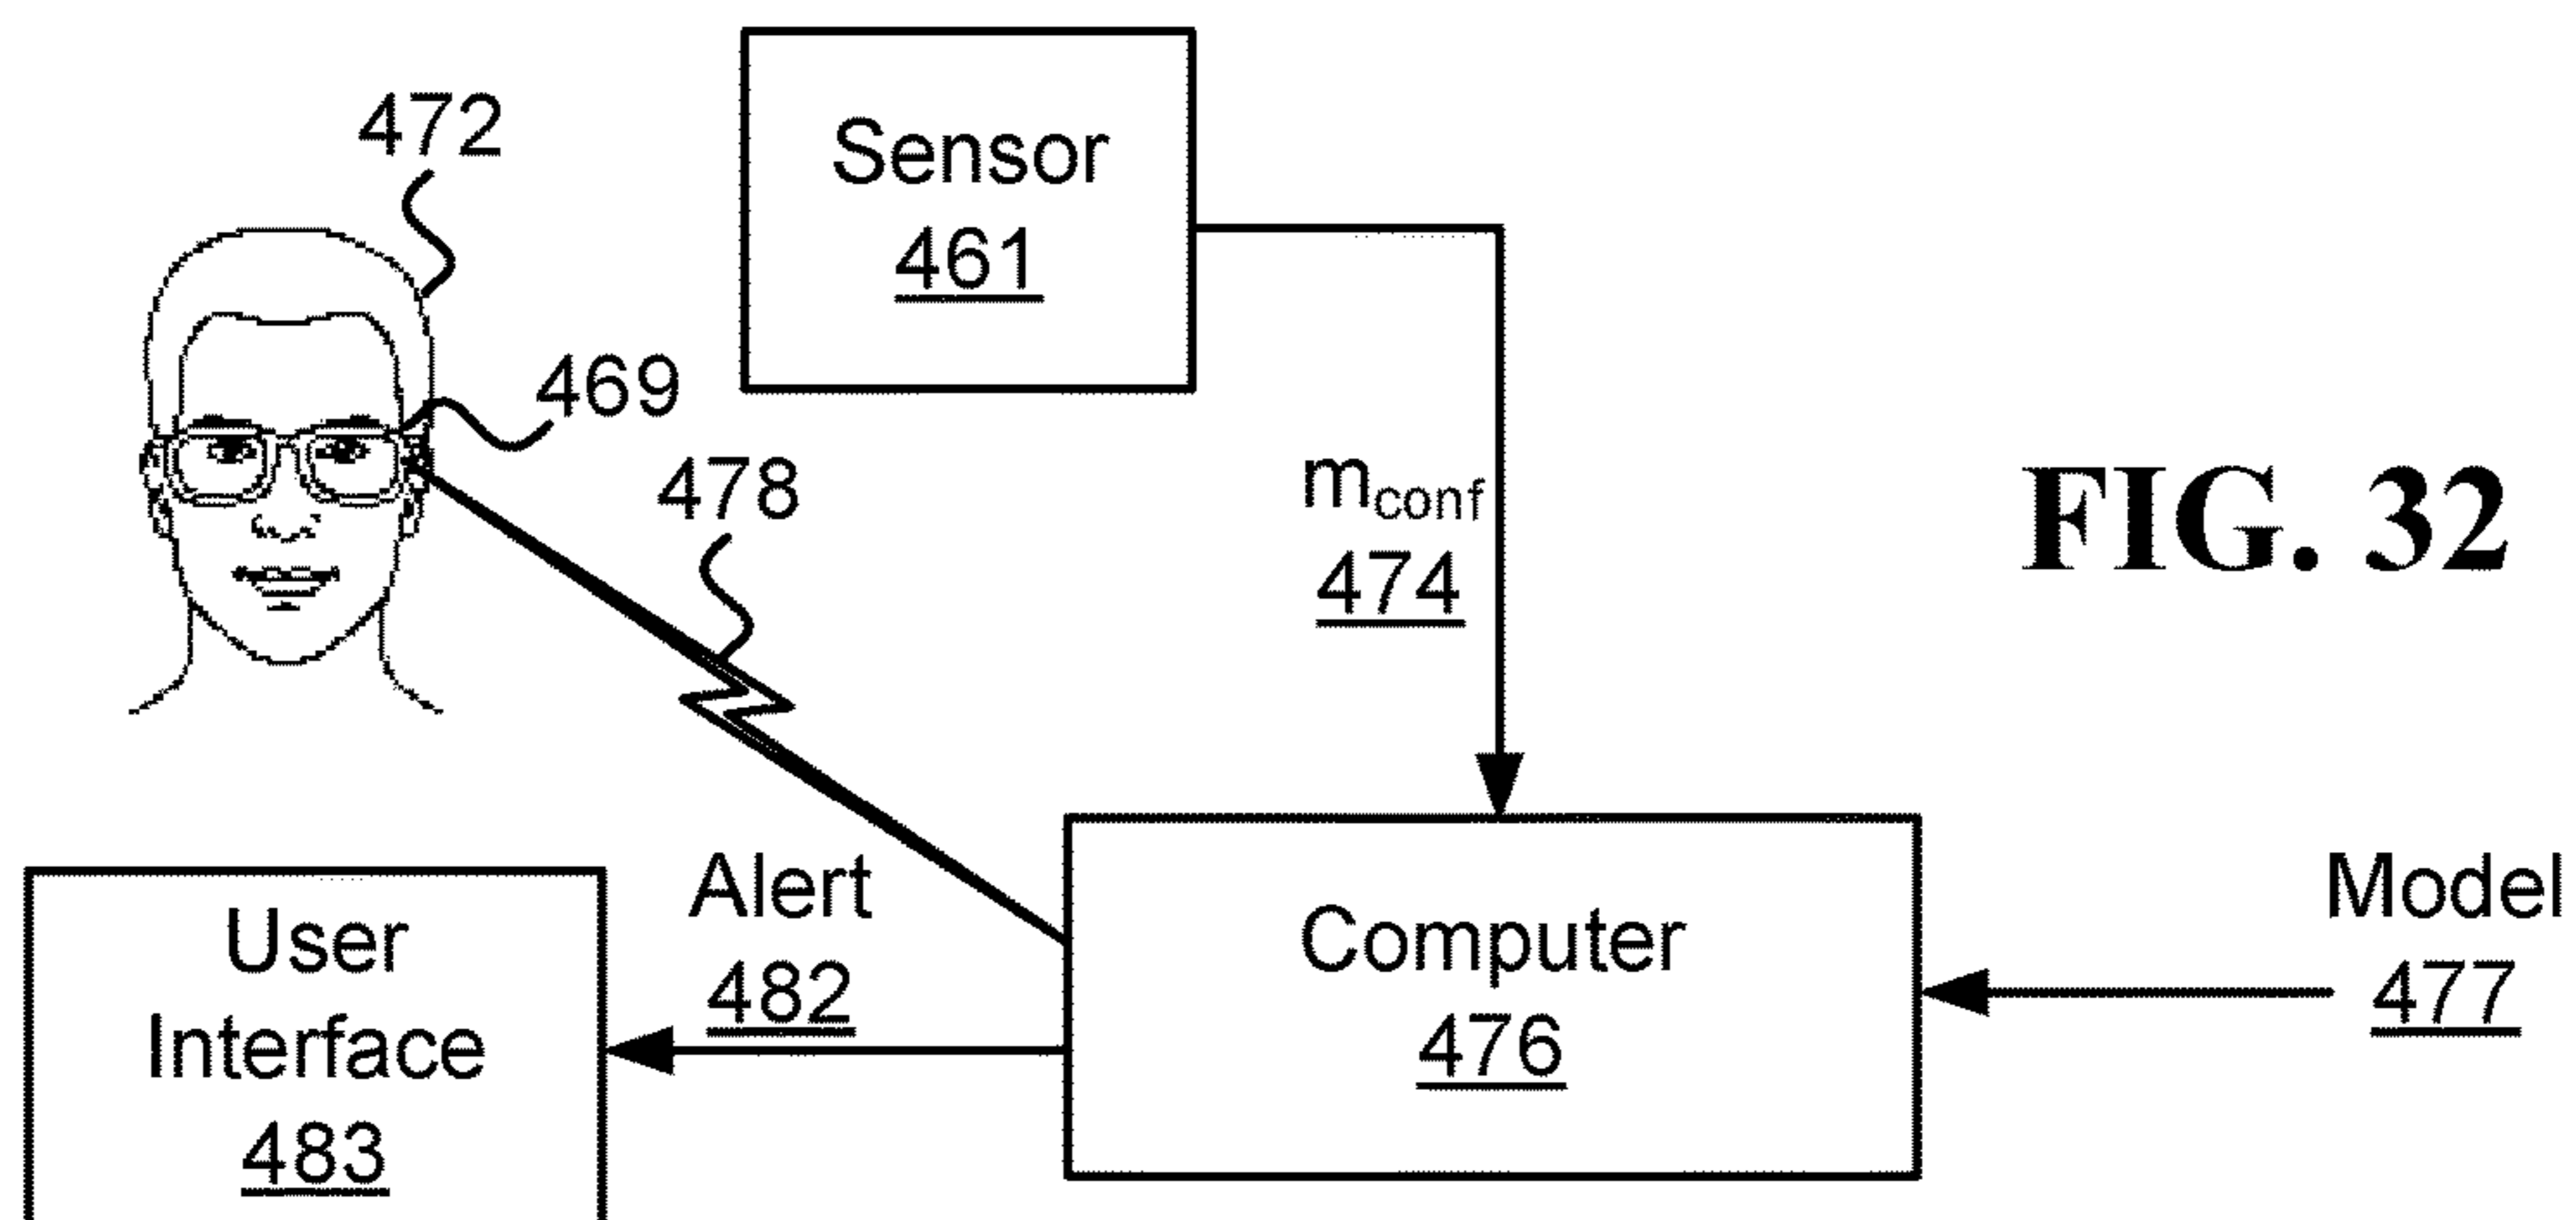 472
Sensor
461
469
478
mconf
474
FIG. 32
Alert
482
User
Interface
483
Computer
476
Model
477